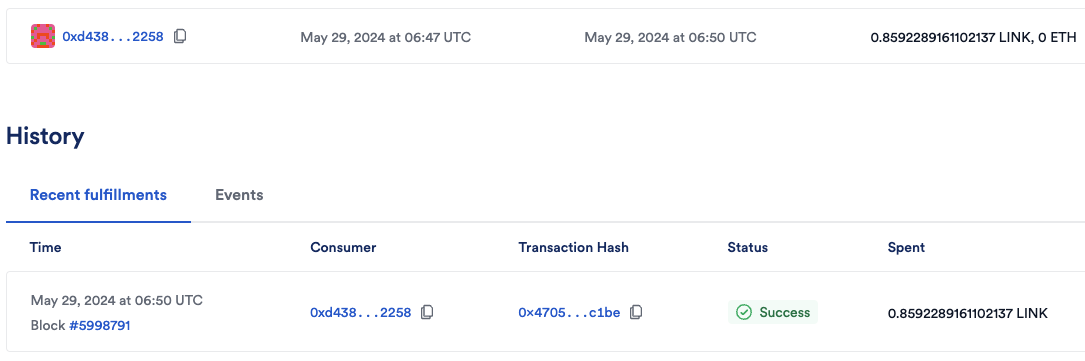 0xd438...2258 May 29, 2024 at 06:47 UTC May 29, 2024 at 06:50 UTC 0.8592289161102137 LINK, 0 ETH
History
Recent fulfillments Events
Time Consumer Transaction Hash Status Spent
May 29, 2024 at 06:50 UTC
Block #5998791
0xd438...2258 0x4705...c1be Success 0.8592289161102137 LINK